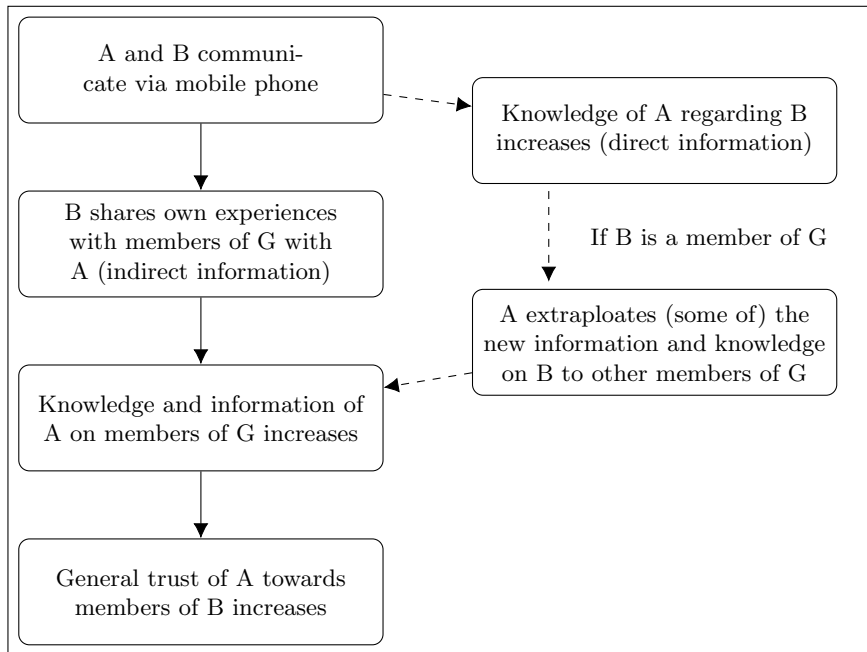 A and B communi-
cate via mobile phone
Knowledge of A regarding B
increases (direct information)
B shares own experiences
with members of G with
A (indirect information)
If B is a member of G
A extraploates (some of) the
new information and knowledge
on B to other members of G
Knowledge and information of
A on members of G increases
General trust of A towards
members of B increases